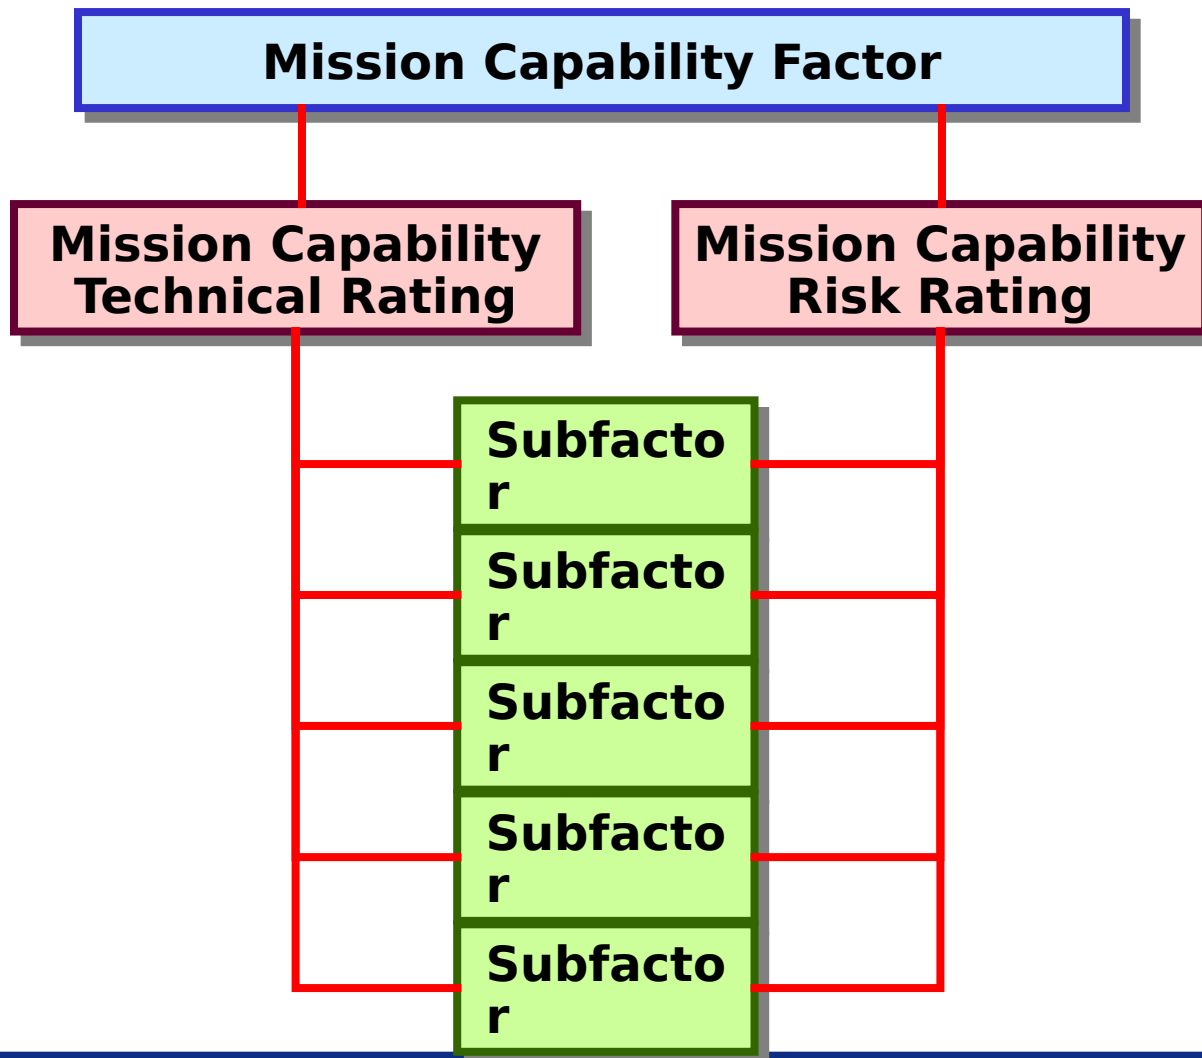 Mission Capability Factor
Mission Capability
Technical Rating
Mission Capability
Risk Rating
Subfacto
r
Subfacto
r
Subfacto
r
Subfacto
r
Subfacto
r